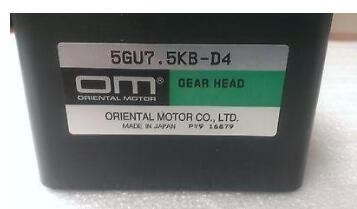 5GU7.5KB-D4
OM® GEAR HEAD
ORIENTAL MOTOR
ORIENTAL MOTOR CO., LTD.
MADE IN JAPAN PY9 16879